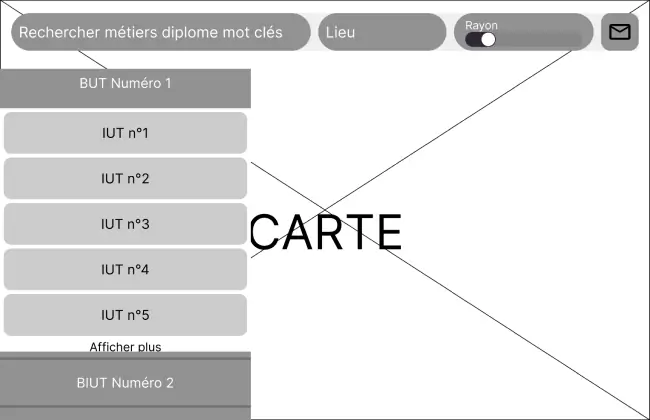 Rechercher métiers diplome mot clés
Lieu
Rayon
BUT Numéro 1
IUT n°1
IUT n°2
IUT n°3
CARTE
IUT n°4
IUT n°5
Afficher plus
BIUT Numéro 2